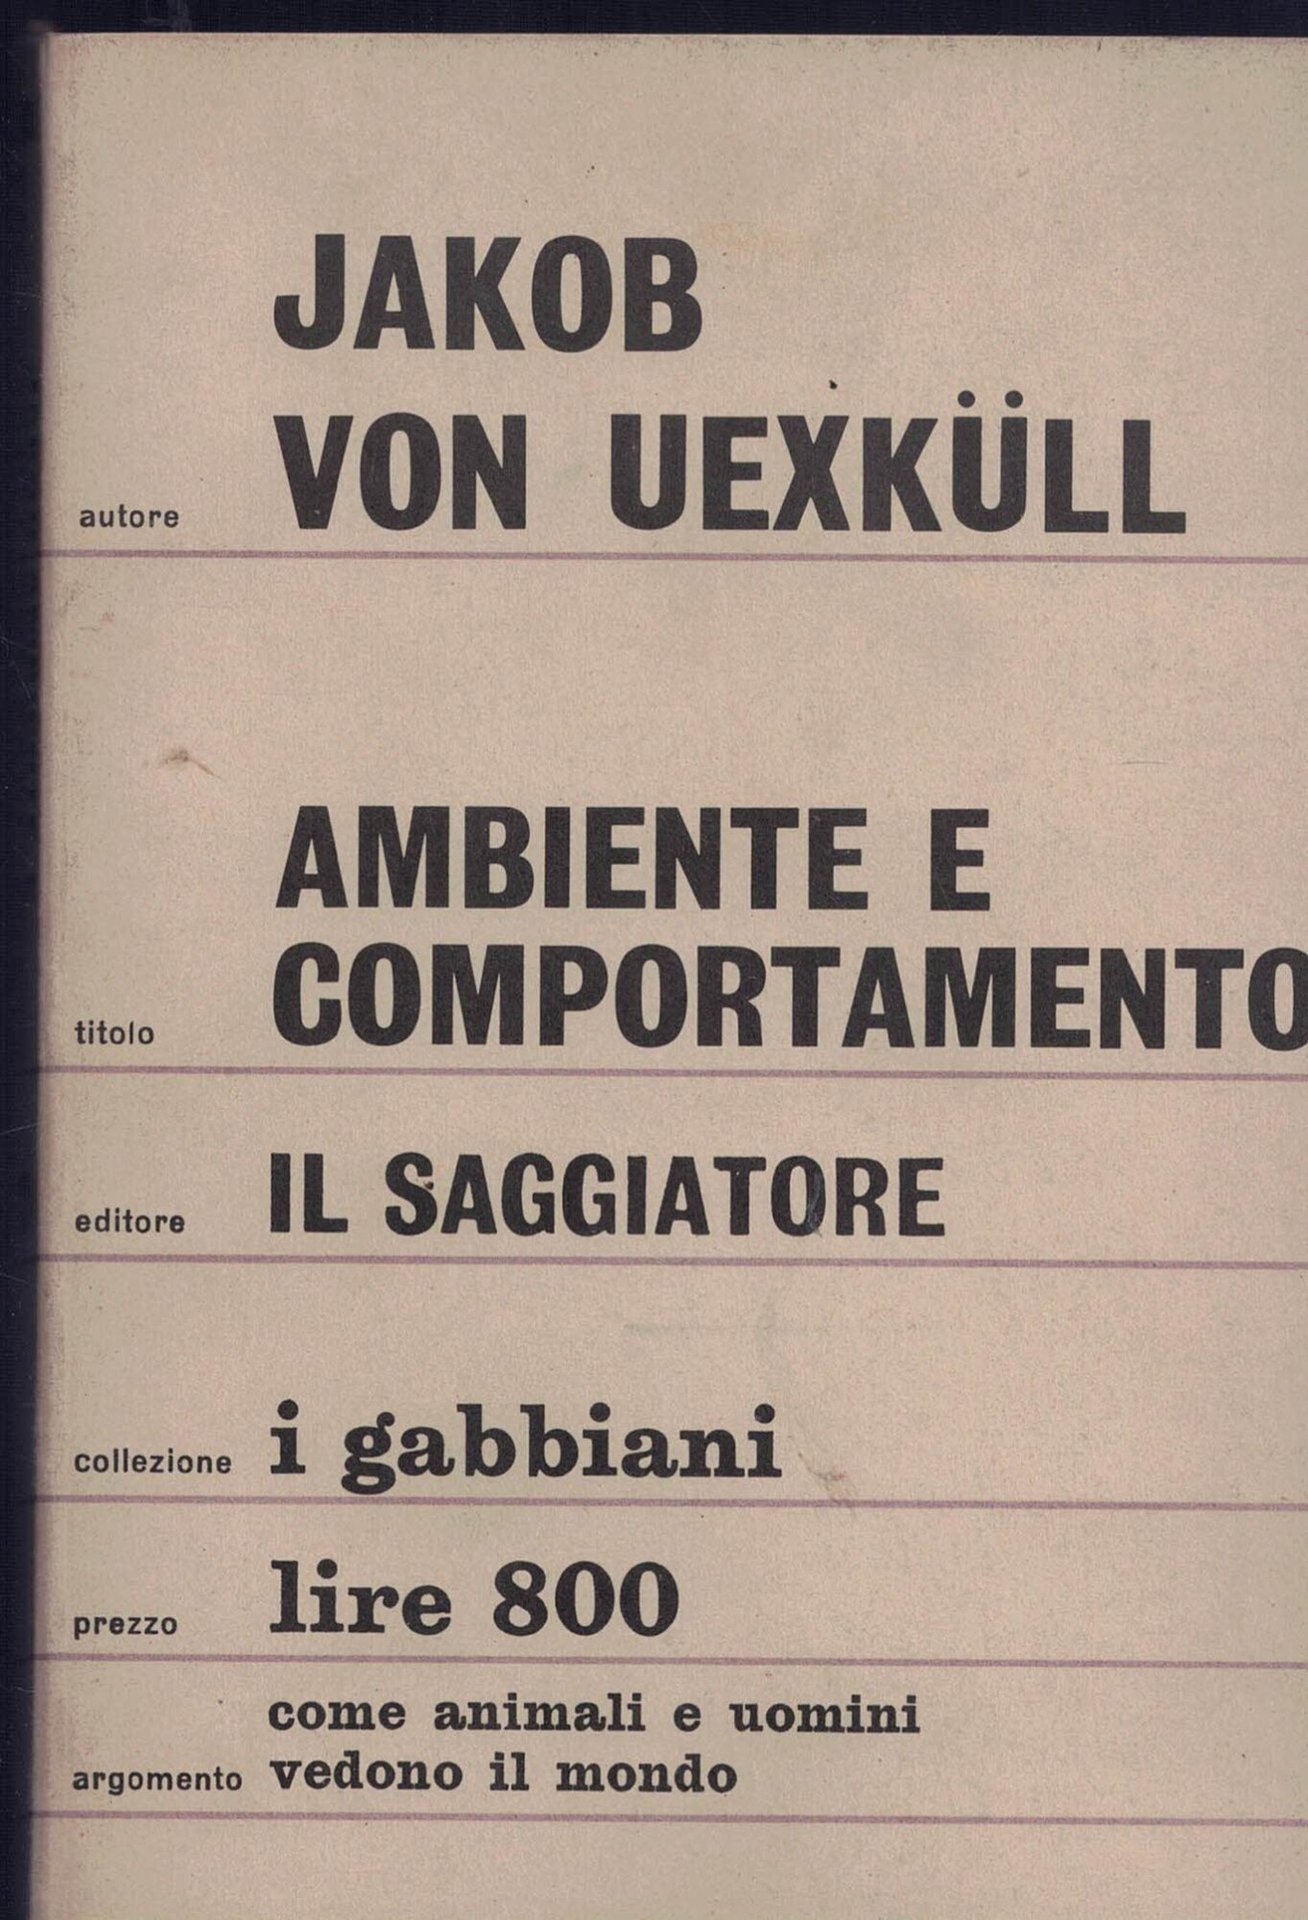 JAKOB
autore VON UEXKÜLL
AMBIENTE E
titolo COMPORTAMENTO
editore IL SAGGIATORE
collezione i gabbiani
prezzo lire 800
come animali e uomini
argomento vedono il mondo